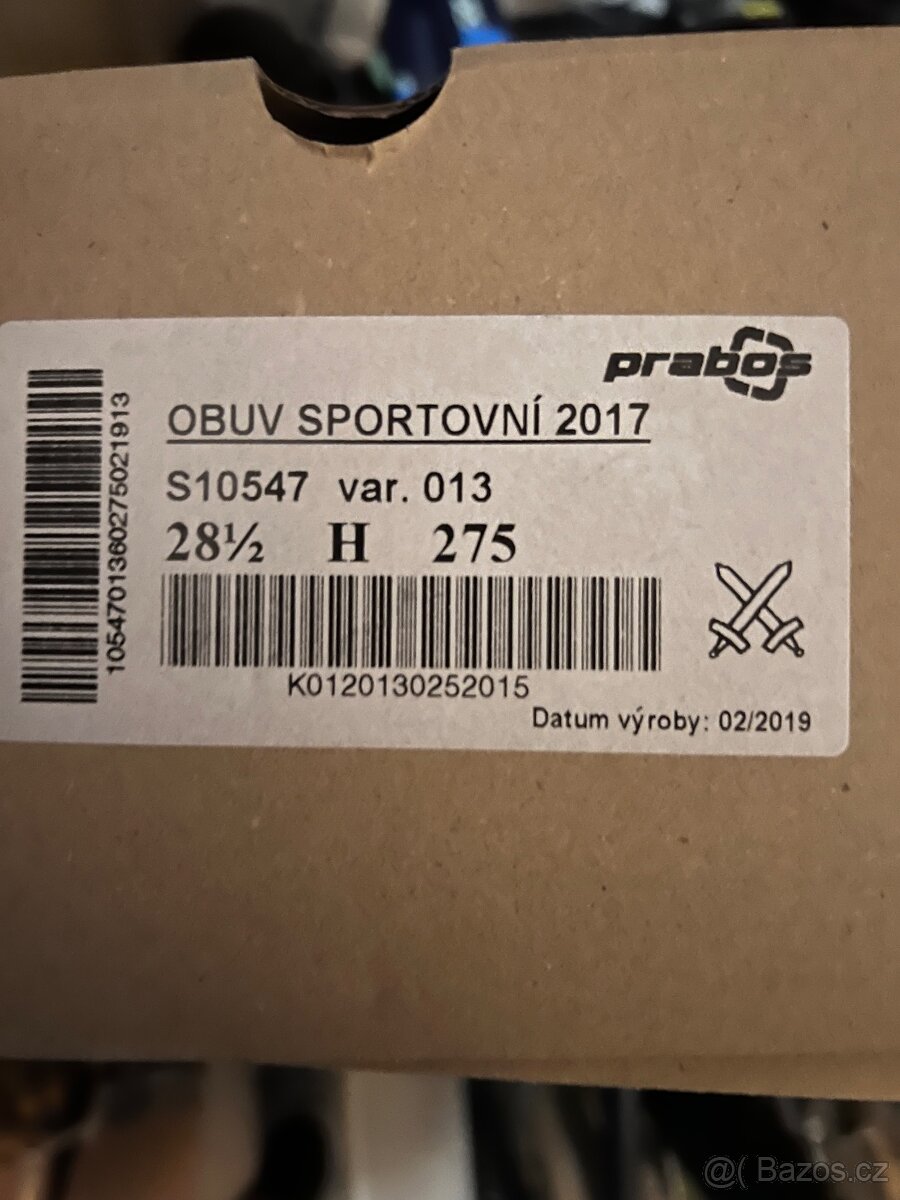 prabos
OBUV SPORTOVNÍ 2017
S10547 var. 013
28½ H 275
K0120130252015
Datum výroby: 02/2019
1054701360275021913
@( Bazos.cz